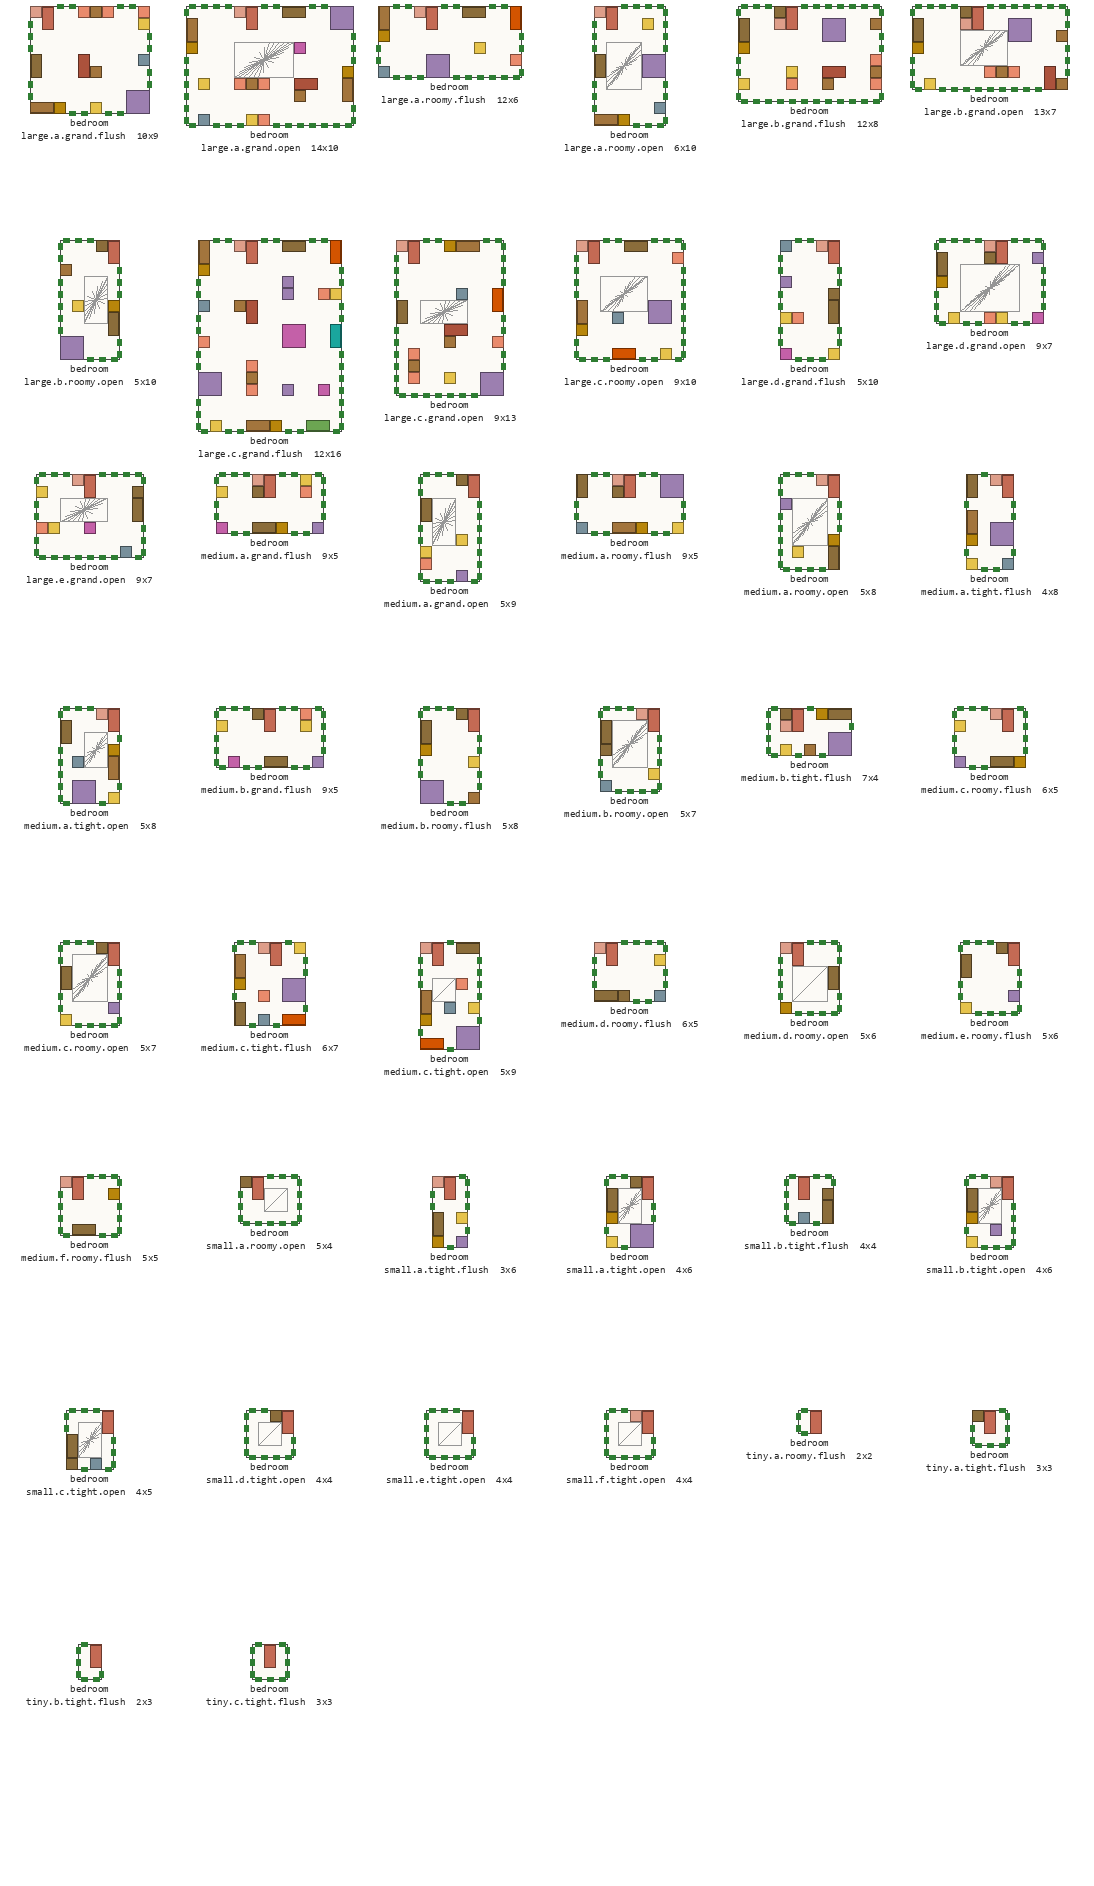 bedroom
large.a.grand.flush 10x9
bedroom
large.a.grand.open 14x10
bedroom
large.a.roomy.flush 12x6
bedroom
large.a.roomy.open 6x10
bedroom
large.b.grand.flush 12x8
bedroom
large.b.grand.open 13x7
bedroom
large.b.roomy.open 5x10
bedroom
large.c.grand.flush 12x16
bedroom
large.c.grand.open 9x13
bedroom
large.c.roomy.open 9x10
bedroom
large.d.grand.flush 5x10
bedroom
large.d.grand.open 9x7
bedroom
large.e.grand.open 9x7
bedroom
medium.a.grand.flush 9x5
bedroom
medium.a.grand.open 5x9
bedroom
medium.a.roomy.flush 9x5
bedroom
medium.a.roomy.open 5x8
bedroom
medium.a.tight.flush 4x8
bedroom
medium.a.tight.open 5x8
bedroom
medium.b.grand.flush 9x5
bedroom
medium.b.roomy.flush 5x8
bedroom
medium.b.roomy.open 5x7
bedroom
medium.b.tight.flush 7x4
bedroom
medium.c.roomy.flush 6x5
bedroom
medium.c.roomy.open 5x7
bedroom
medium.c.tight.flush 6x7
bedroom
medium.c.tight.open 5x9
bedroom
medium.d.roomy.flush 6x5
bedroom
medium.d.roomy.open 5x6
bedroom
medium.e.roomy.flush 5x6
bedroom
medium.f.roomy.flush 5x5
bedroom
small.a.roomy.open 5x4
bedroom
small.a.tight.flush 3x6
bedroom
small.a.tight.open 4x6
bedroom
small.b.tight.flush 4x4
bedroom
small.b.tight.open 4x6
bedroom
small.c.tight.open 4x5
bedroom
small.d.tight.open 4x4
bedroom
small.e.tight.open 4x4
bedroom
small.f.tight.open 4x4
bedroom
tiny.a.roomy.flush 2x2
bedroom
tiny.a.tight.flush 3x3
bedroom
tiny.b.tight.flush 2x3
bedroom
tiny.c.tight.flush 3x3